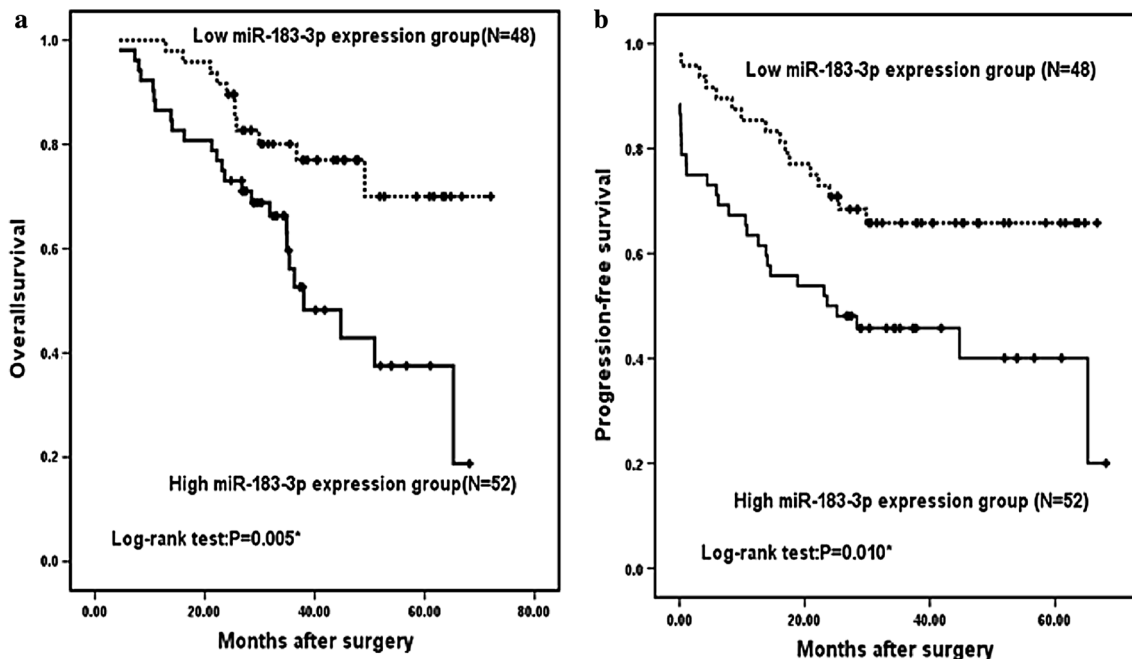 a
Low miR-183-3p expression group(N=48)
1.0
0.8
0.6
0.4
0.2
0.0
Overallsurvival
High miR-183-3p expression group(N=52)
Log-rank test:P=0.005*
0.00 20.00 40.00 60.00 80.00
Months after surgery
b
Low miR-183-3p expression group (N=48)
1.0
0.8
0.6
0.4
0.2
0.0
Progression-free survival
High miR-183-3p expression group (N=52)
Log-rank test:P=0.010*
0.00 20.00 40.00 60.00
Months after surgery